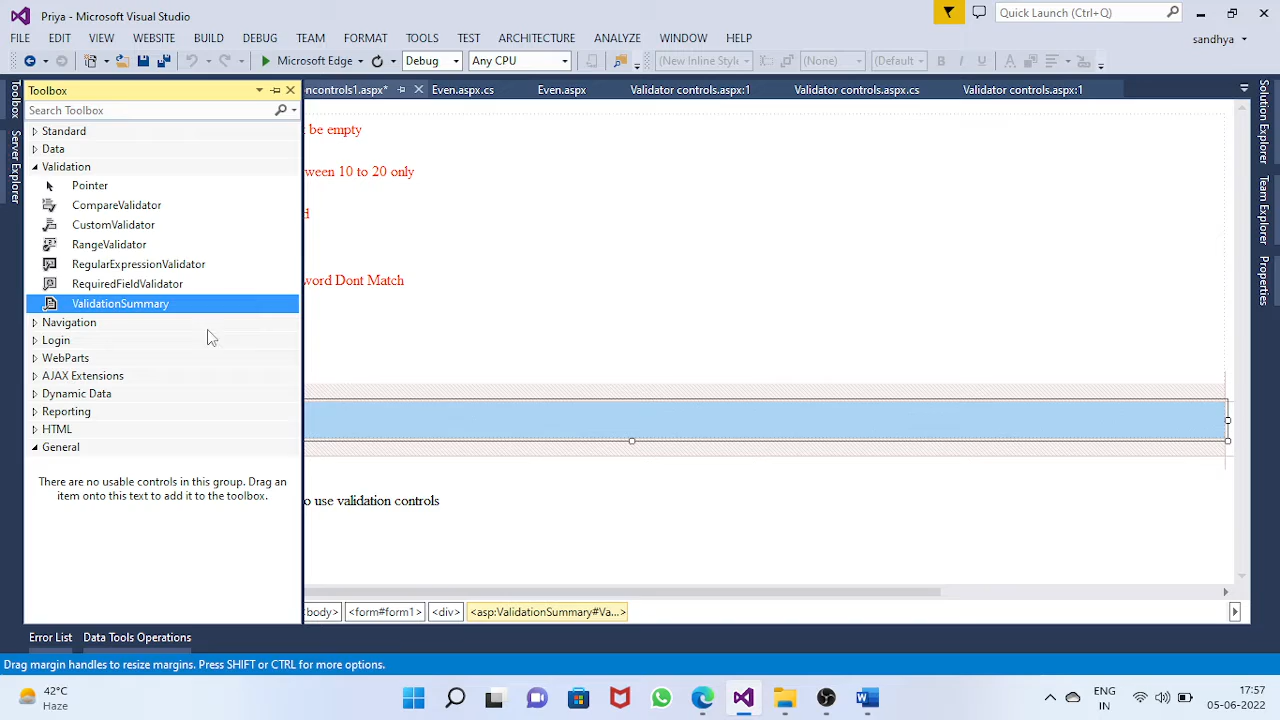 Priya - Microsoft Visual Studio
Quick Launch (Ctrl+Q)
FILE EDIT VIEW WEBSITE BUILD DEBUG TEAM FORMAT TOOLS TEST ARCHITECTURE ANALYZE WINDOW HELP
sandhya
Microsoft Edge Debug Any CPU (New Inline Style) (None) (Default) B I U A
Toolbox
Server Explorer
Toolbox
Search Toolbox
Standard
Data
Validation
Pointer
CompareValidator
CustomValidator
RangeValidator
RegularExpressionValidator
RequiredFieldValidator
ValidationSummary
Navigation
Login
WebParts
AJAX Extensions
Dynamic Data
Reporting
HTML
General
There are no usable controls in this group. Drag an
item onto this text to add it to the toolbox.
ncontrols1.aspx* Even.aspx.cs Even.aspx Validator controls.aspx:1 Validator controls.aspx.cs Validator controls.aspx:1
be empty
ween 10 to 20 only
word Dont Match
o use validation controls
<body> <form#form1> <div> <asp:ValidationSummary#Va...>
Solution Explorer
Team Explorer
Properties
Error List Data Tools Operations
Drag margin handles to resize margins. Press SHIFT or CTRL for more options.
42°C
Haze
ENG
IN
17:57
05-06-2022